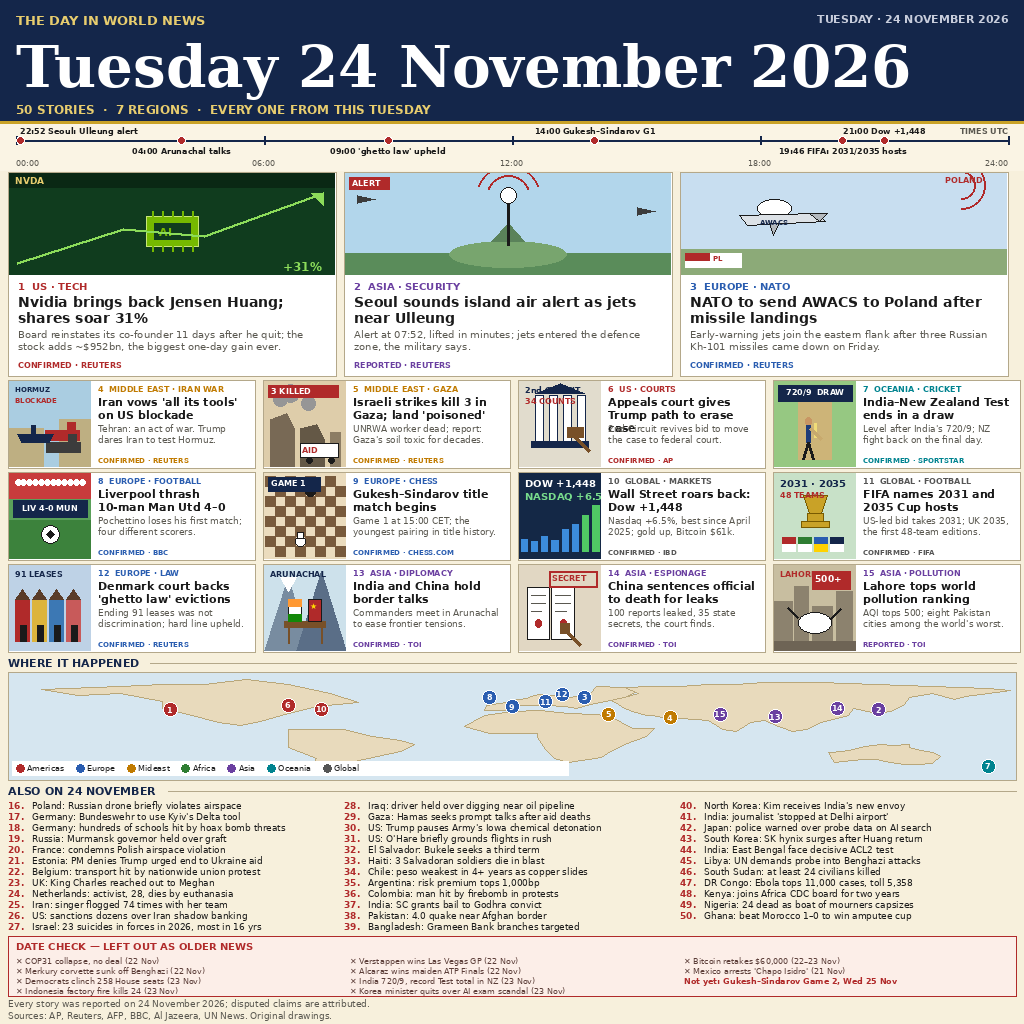 THE DAY IN WORLD NEWS
TUESDAY · 24 NOVEMBER 2026
Tuesday 24 November 2026
50 STORIES · 7 REGIONS · EVERY ONE FROM THIS TUESDAY
22:52 Seoul: Ulleung alert
14:00 Gukesh–Sindarov G1
21:00 Dow +1,448
TIMES UTC
04:00 Arunachal talks
09:00 'ghetto law' upheld
19:46 FIFA: 2031/2035 hosts
00:00
06:00
12:00
18:00
24:00
NVDA
AI
+31%
1 US · TECH
Nvidia brings back Jensen Huang;
shares soar 31%
Board reinstates its co-founder 11 days after he quit; the
stock adds ~$952bn, the biggest one-day gain ever.
CONFIRMED · REUTERS
ALERT
2 ASIA · SECURITY
Seoul sounds island air alert as jets
near Ulleung
Alert at 07:52, lifted in minutes; jets entered the defence
zone, the military says.
REPORTED · REUTERS
POLAND
AWACS
PL
3 EUROPE · NATO
NATO to send AWACS to Poland after
missile landings
Early-warning jets join the eastern flank after three Russian
Kh-101 missiles came down on Friday.
CONFIRMED · REUTERS
HORMUZ
BLOCKADE
4 MIDDLE EAST · IRAN WAR
Iran vows 'all its tools'
on US blockade
Tehran: an act of war. Trump
dares Iran to test Hormuz.
CONFIRMED · REUTERS
3 KILLED
AID
5 MIDDLE EAST · GAZA
Israeli strikes kill 3 in
Gaza; land 'poisoned'
UNRWA worker dead; report:
Gaza's soil toxic for decades.
CONFIRMED · REUTERS
2nd
34 COUNTS
6 US · COURTS
Appeals court gives
Trump path to erase
case
Circuit revives bid to move
the case to federal court.
CONFIRMED · AP
720/9 DRAW
7 OCEANIA · CRICKET
India–New Zealand Test
ends in a draw
Level after India's 720/9; NZ
fight back on the final day.
CONFIRMED · SPORTSTAR
LIV 4-0 MUN
8 EUROPE · FOOTBALL
Liverpool thrash
10-man Man Utd 4–0
Pochettino loses his first match;
four different scorers.
CONFIRMED · BBC
GAME 1
9 EUROPE · CHESS
Gukesh–Sindarov title
match begins
Game 1 at 15:00 CET; the
youngest pairing in title history.
CONFIRMED · CHESS.COM
DOW +1,448
NASDAQ +6.5
10 GLOBAL · MARKETS
Wall Street roars back:
Dow +1,448
Nasdaq +6.5%, best since April
2025; gold up, Bitcoin $61k.
CONFIRMED · IBD
2031 · 2035
48 TEAMS
11 GLOBAL · FOOTBALL
FIFA names 2031 and
2035 Cup hosts
US-led bid takes 2031; UK 2035,
the first 48-team editions.
CONFIRMED · FIFA
91 LEASES
12 EUROPE · LAW
Denmark court backs
'ghetto law' evictions
Ending 91 leases was not
discrimination; hard line upheld.
CONFIRMED · REUTERS
ARUNACHAL
13 ASIA · DIPLOMACY
India and China hold
border talks
Commanders meet in Arunachal
to ease frontier tensions.
CONFIRMED · TOI
SECRET
14 ASIA · ESPIONAGE
China sentences official
to death for leaks
100 reports leaked, 35 state
secrets, the court finds.
CONFIRMED · TOI
LAHORE
500+
15 ASIA · POLLUTION
Lahore tops world
pollution ranking
AQI tops 500; eight Pakistan
cities among the world's worst.
REPORTED · TOI
WHERE IT HAPPENED
1
6
10
8
9
11
12
3
5
4
15
13
14
2
7
Americas
Europe
Mideast
Africa
Asia
Oceania
Global
ALSO ON 24 NOVEMBER
16. Poland: Russian drone briefly violates airspace
17. Germany: Bundeswehr to use Kyiv's Delta tool
18. Germany: hundreds of schools hit by hoax bomb threats
19. Russia: Murmansk governor held over graft
20. France: condemns Polish airspace violation
21. Estonia: PM denies Trump urged end to Ukraine aid
22. Belgium: transport hit by nationwide union protest
23. UK: King Charles reached out to Meghan
24. Netherlands: activist, 28, dies by euthanasia
25. Iran: singer flogged 74 times with her team
26. US: sanctions dozens over Iran shadow banking
27. Israel: 23 suicides in forces in 2026, most in 16 yrs
28. Iraq: driver held over digging near oil pipeline
29. Gaza: Hamas seeks prompt talks after aid deaths
30. US: Trump pauses Army's Iowa chemical detonation
31. US: O'Hare briefly grounds flights in rush
32. El Salvador: Bukele seeks a third term
33. Haiti: 3 Salvadoran soldiers die in blast
34. Chile: peso weakest in 4+ years as copper slides
35. Argentina: risk premium tops 1,000bp
36. Colombia: man hit by firebomb in protests
37. India: SC grants bail to Godhra convict
38. Pakistan: 4.0 quake near Afghan border
39. Bangladesh: Grameen Bank branches targeted
40. North Korea: Kim receives India's new envoy
41. India: journalist 'stopped at Delhi airport'
42. Japan: police warned over probe data on AI search
43. South Korea: SK hynix surges after Huang return
44. India: East Bengal face decisive ACL2 test
45. Libya: UN demands probe into Benghazi attacks
46. South Sudan: at least 24 civilians killed
47. DR Congo: Ebola tops 11,000 cases, toll 5,358
48. Kenya: joins Africa CDC board for two years
49. Nigeria: 24 dead as boat of mourners capsizes
50. Ghana: beat Morocco 1–0 to win amputee cup
DATE CHECK — LEFT OUT AS OLDER NEWS
✕ COP31 collapse, no deal (22 Nov)
✕ Merkury corvette sunk off Benghazi (22 Nov)
✕ Democrats clinch 258 House seats (23 Nov)
✕ Indonesia factory fire kills 24 (23 Nov)
✕ Verstappen wins Las Vegas GP (22 Nov)
✕ Alcaraz wins maiden ATP Finals (22 Nov)
✕ India 720/9, record Test total in NZ (23 Nov)
✕ Korea minister quits over AI exam scandal (23 Nov)
✕ Bitcoin retakes $60,000 (22–23 Nov)
✕ Mexico arrests 'Chapo Isidro' (21 Nov)
Not yet: Gukesh–Sindarov Game 2, Wed 25 Nov
Every story was reported on 24 November 2026; disputed claims are attributed.
Sources: AP, Reuters, AFP, BBC, Al Jazeera, UN News. Original drawings.